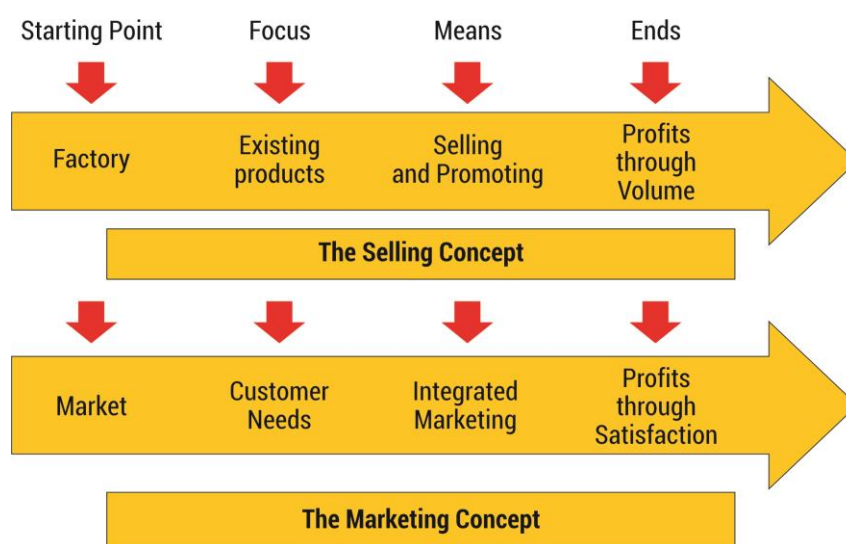 Starting Point Focus Means Ends
Factory
Existing
products
Selling
and Promoting
Profits
through
Volume
The Selling Concept
Market
Customer
Needs
Integrated
Marketing
Profits
through
Satisfaction
The Marketing Concept